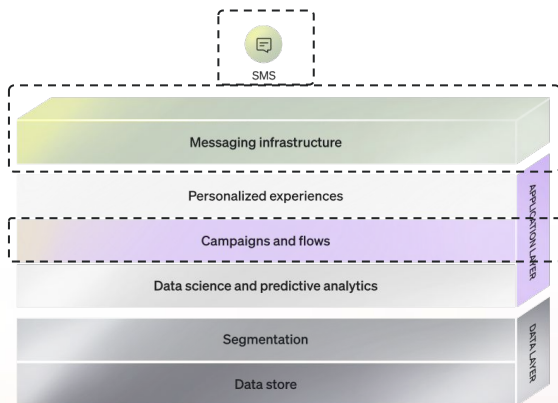 SMS
Messaging infrastructure
Personalized experiences
Campaigns and flows
Data science and predictive analytics
APPLICATION LAYER
Segmentation
Data store
DATA LAYER